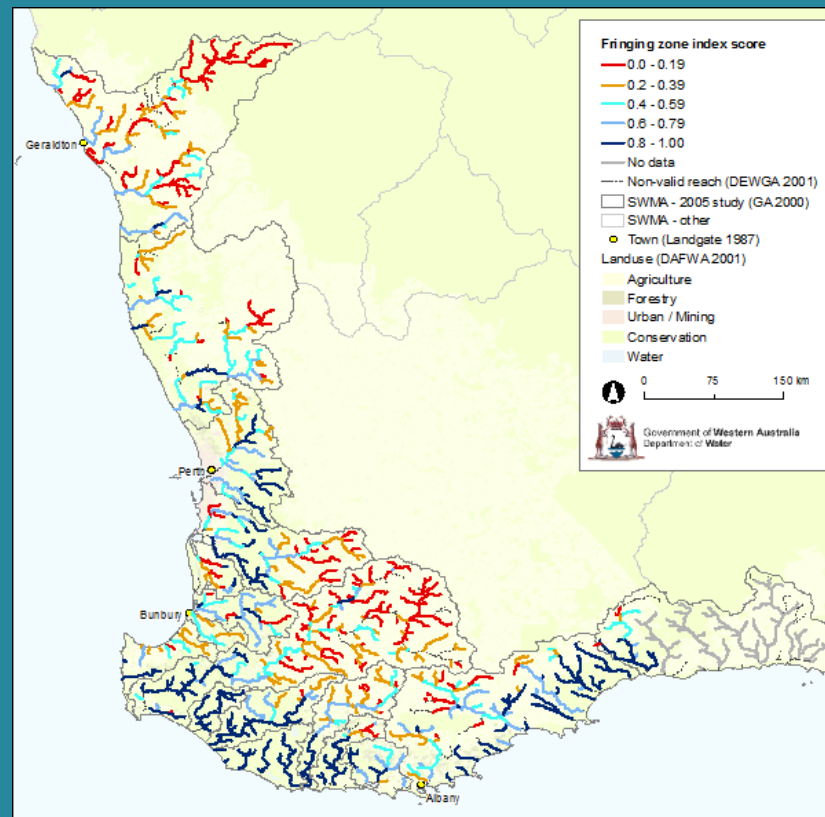 Fringing zone index score
0.0 - 0.19
0.2 - 0.39
0.4 - 0.59
0.6 - 0.79
0.8 - 1.00
No data
Non-valid reach (DEWGA 2001)
SWMA - 2005 study (GA 2000)
SWMA - other
Town (Landgate 1987)
Landuse (DAFWA 2001)
Agriculture
Forestry
Urban / Mining
Conservation
Water
0 75 150 km
Government of Western Australia
Department of Water
Geraldton
Perth
Bunbury
Albany